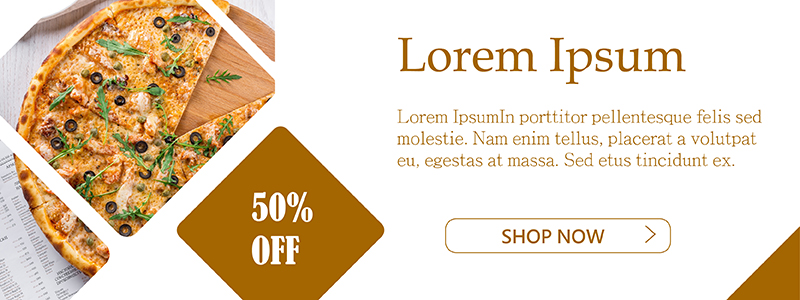 Lorem Ipsum
Lorem IpsumIn porttitor pellentesque felis sed
molestie. Nam enim tellus, placerat a volutpat
eu, egestas at massa. Sed etus tincidunt ex.
50%
OFF
SHOP NOW